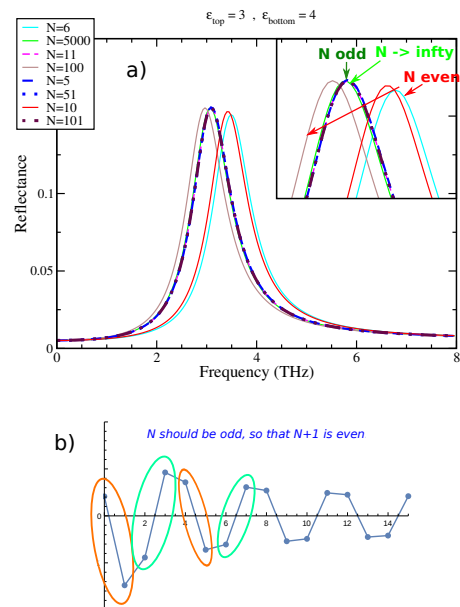 ε top = 3 , ε bottom = 4
N=6
N=5000
N=11
N=100
N=5
N=51
N=10
N=101
a)
N odd
N -> infty
N even
Reflectance
0.1
0.05
0
0 2 4 6 8
Frequency (THz)
b)
N should be odd, so that N+1 is even
0
2 4 6 8 10 12 14